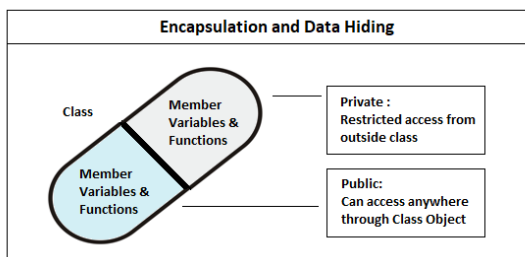 Encapsulation and Data Hiding
Class
Member
Variables &
Functions
Member
Variables &
Functions
Private :
Restricted access from
outside class
Public:
Can access anywhere
through Class Object